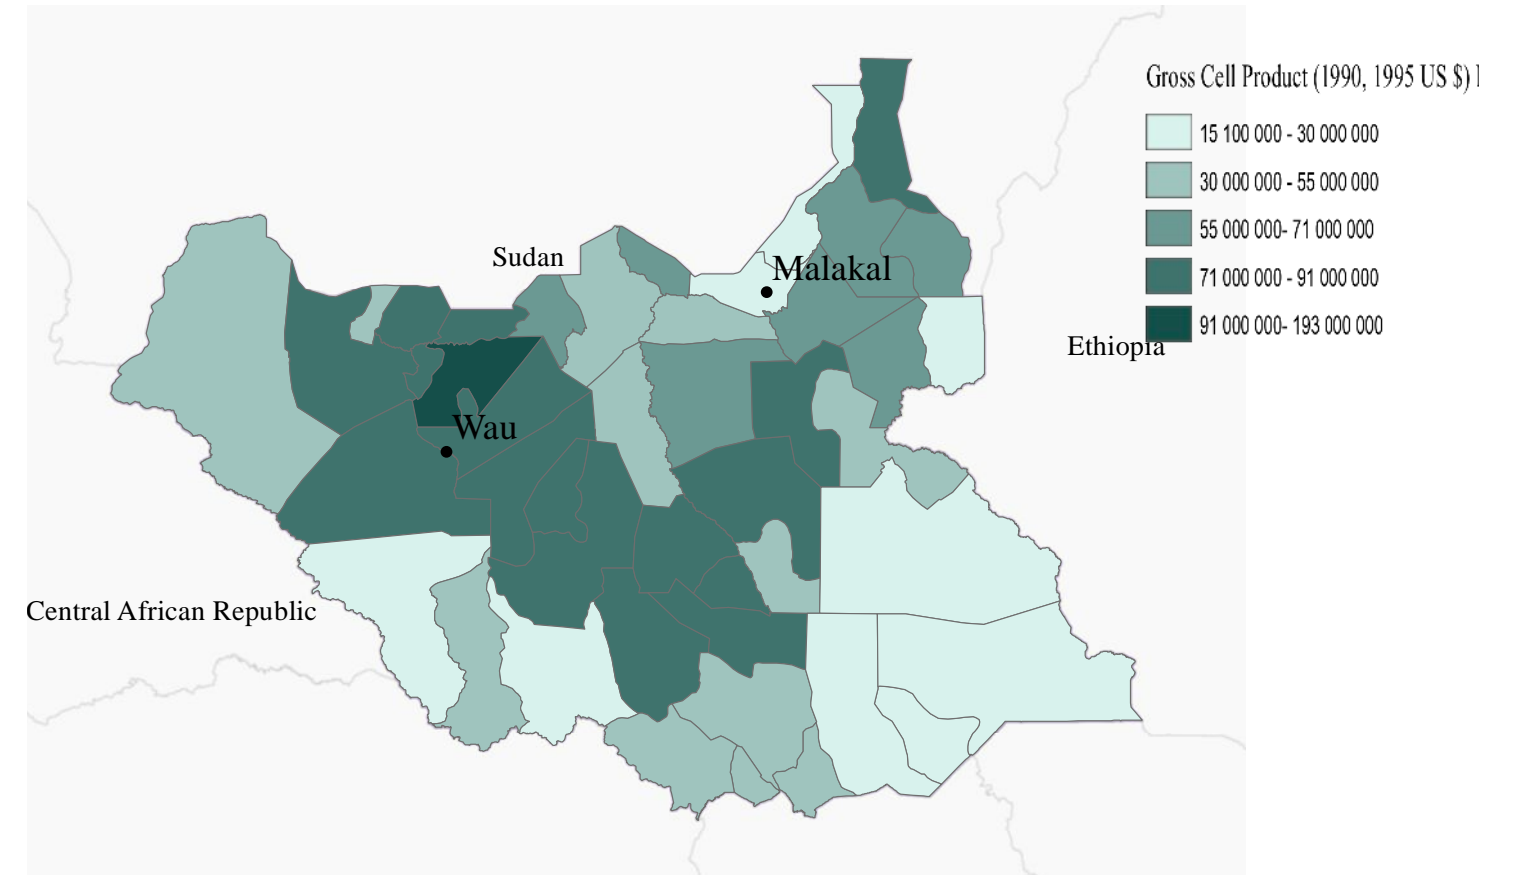 Gross Cell Product (1990, 1995 US $)
15 100 000 - 30 000 000
30 000 000 - 55 000 000
55 000 000- 71 000 000
71 000 000 - 91 000 000
91 000 000- 193 000 000
Sudan
Malakal
Ethiopia
Wau
Central African Republic